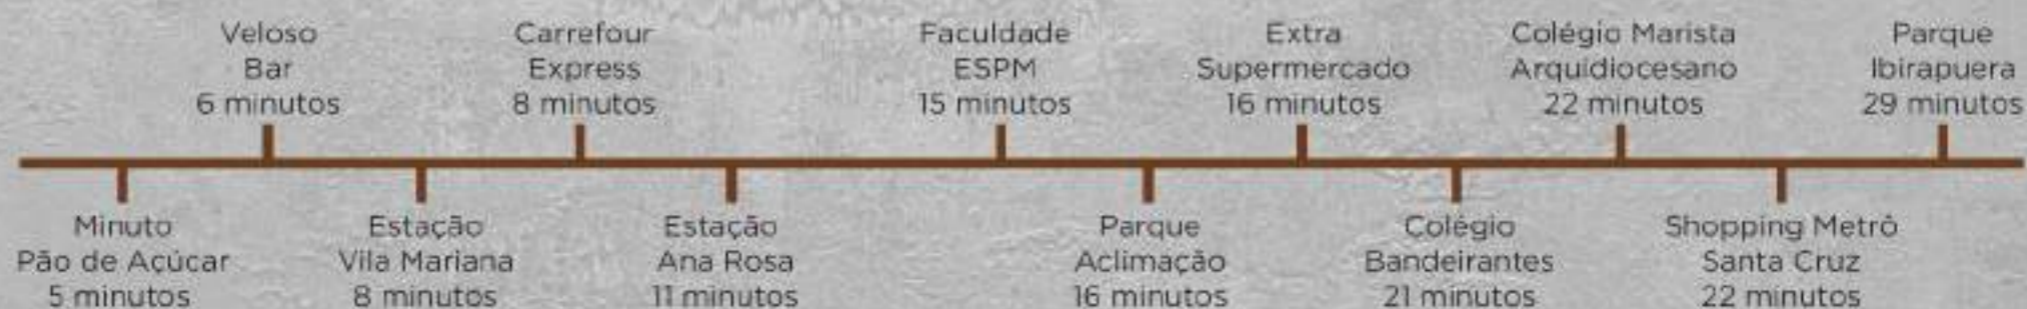 Veloso
Bar
6 minutos
Carrefour
Express
8 minutos
Faculdade
ESPM
15 minutos
Extra
Supermercado
16 minutos
Colégio Marista
Arquidiocesano
22 minutos
Parque
Ibirapuera
29 minutos
Minuto
Pão de Açúcar
5 minutos
Estação
Vila Mariana
8 minutos
Estação
Ana Rosa
11 minutos
Parque
Aclimação
16 minutos
Colégio
Bandeirantes
21 minutos
Shopping Metrô
Santa Cruz
22 minutos